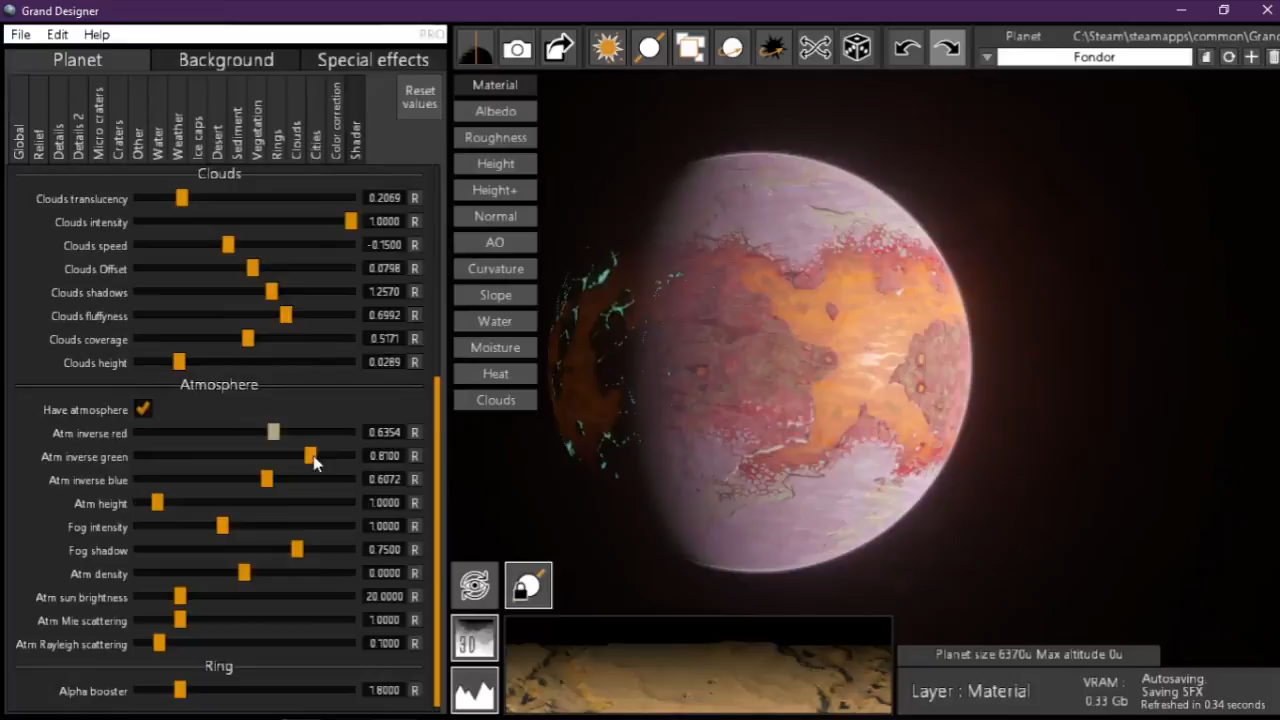 Grand Designer
File Edit Help
PRO
Planet Background Special effects
Global
Relief
Details
Details 2
Micro craters
Craters
Other
Water
Weather
Ice caps
Desert
Sediment
Vegetation
Rings
Clouds
Cities
Color correction
Shader
Reset
values
Clouds
Clouds translucency 0.2069 R
Clouds intensity 1.0000 R
Clouds speed -0.1500 R
Clouds Offset 0.0798 R
Clouds shadows 1.2570 R
Clouds fluffyness 0.6992 R
Clouds coverage 0.5171 R
Clouds height 0.0289 R
Atmosphere
Have atmosphere
Atm inverse red 0.6354 R
Atm inverse green 0.8100 R
Atm inverse blue 0.6072 R
Atm height 1.0000 R
Fog intensity 1.0000 R
Fog shadow 0.7500 R
Atm density 0.0000 R
Atm sun brightness 20.0000 R
Atm Mie scattering 1.0000 R
Atm Rayleigh scattering 0.1000 R
Ring
Alpha booster 1.8000 R
Material
Albedo
Roughness
Height
Height+
Normal
AO
Curvature
Slope
Water
Moisture
Heat
Clouds
3D
Planet C:\Steam\steamapps\common\Grand
Fondor
Planet size 6370u Max altitude 0u
Layer : Material
VRAM :
0.33 Gb
Autosaving.
Saving SFX
Refreshed in 0.34 seconds